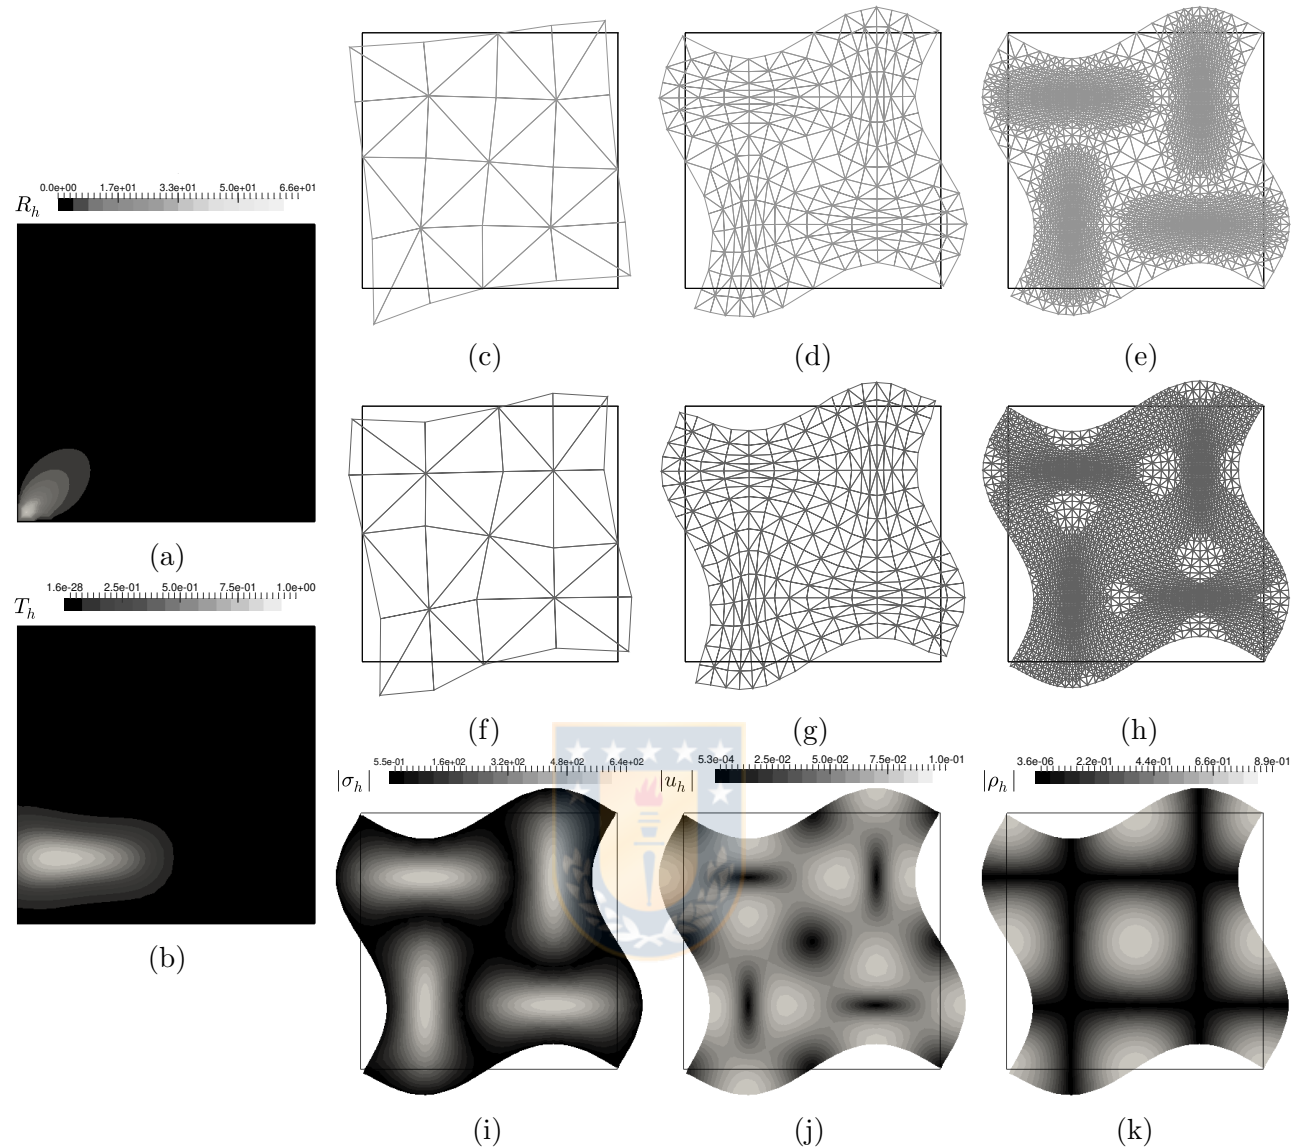 0.0e+00 1.7e+01 3.3e+01 5.0e+01 6.6e+01
R_h
(a)
1.6e-28 2.5e-01 5.0e-01 7.5e-01 1.0e+00
T_h
(b)
(c) (d) (e)
(f) (g) (h)
5.5e-01 1.6e+02 3.2e+02 4.8e+02 6.4e+02
|σ_h|
5.3e-04 2.5e-02 5.0e-02 7.5e-02 1.0e-01
|u_h|
3.6e-06 2.2e-01 4.4e-01 6.6e-01 8.9e-01
|ρ_h|
(i) (j) (k)